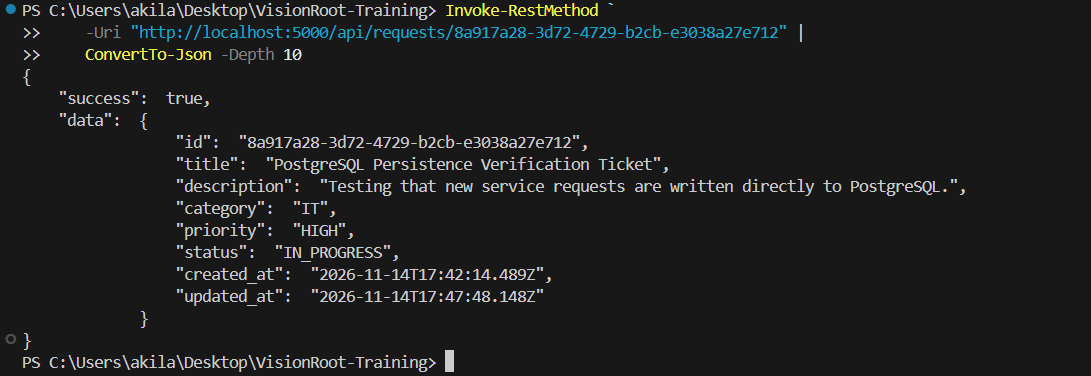 PS C:\Users\akila\Desktop\VisionRoot-Training> Invoke-RestMethod `
>>     -Uri "http://localhost:5000/api/requests/8a917a28-3d72-4729-b2cb-e3038a27e712" |
>>     ConvertTo-Json -Depth 10
{
    "success":  true,
    "data":  {
                 "id":  "8a917a28-3d72-4729-b2cb-e3038a27e712",
                 "title":  "PostgreSQL Persistence Verification Ticket",
                 "description":  "Testing that new service requests are written directly to PostgreSQL.",
                 "category":  "IT",
                 "priority":  "HIGH",
                 "status":  "IN_PROGRESS",
                 "created_at":  "2026-11-14T17:42:14.489Z",
                 "updated_at":  "2026-11-14T17:47:48.148Z"
             }
}
PS C:\Users\akila\Desktop\VisionRoot-Training>